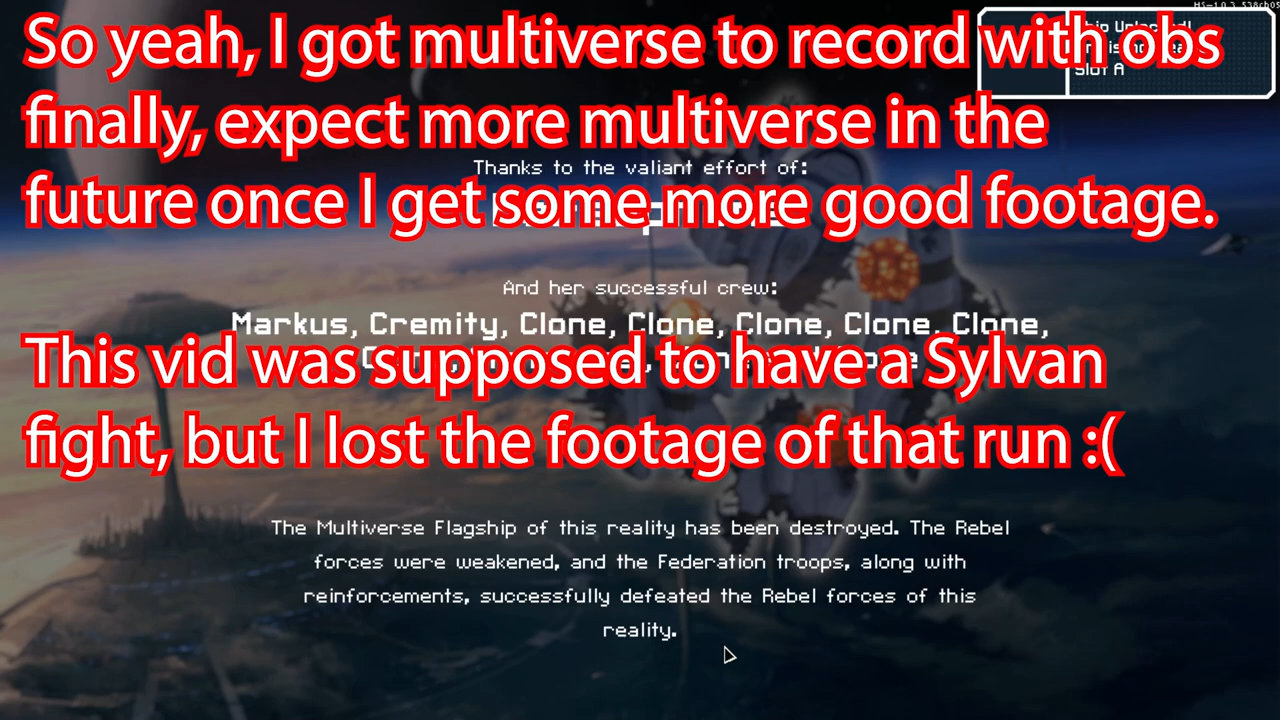 HS-1.0.3
So yeah, I got multiverse to record with obs
Slot A
finally, expect more multiverse in the
Thanks to the valiant effort of:
future once I get some more good footage.
And her successful crew:
Markus, Cremity, Clone, Clone, Clone, Clone, Clone,
This vid was supposed to have a Sylvan
fight, but I lost the footage of that run :(
The Multiverse Flagship of this reality has been destroyed. The Rebel
forces were weakened, and the Federation troops, along with
reinforcements, successfully defeated the Rebel forces of this
reality.